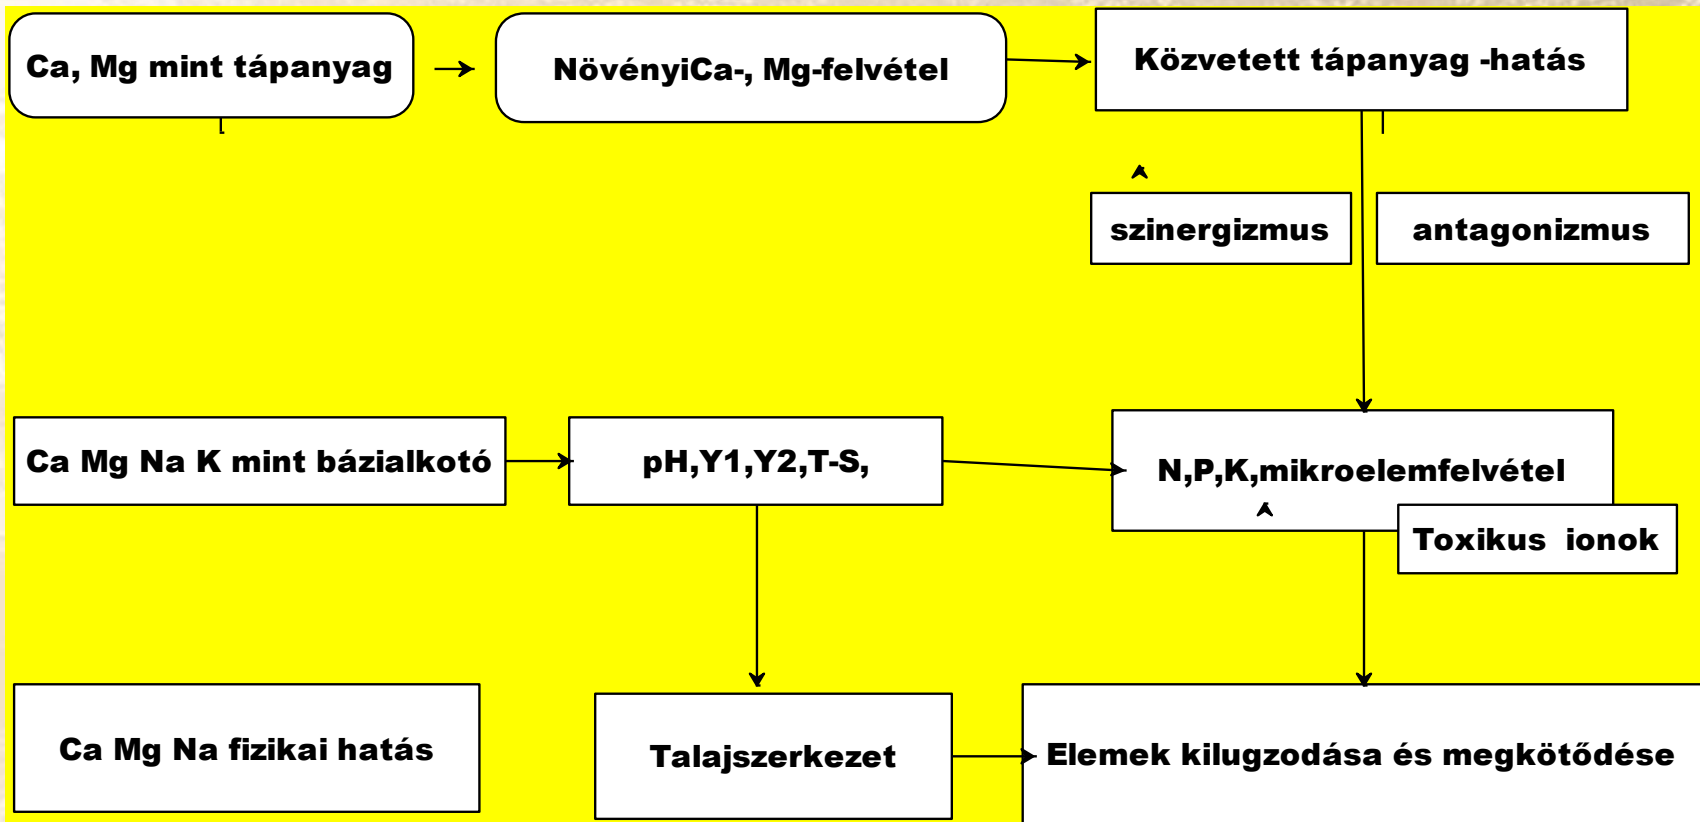 Ca, Mg mint tápanyag
NövényiCa-, Mg-felvétel
Közvetett tápanyag -hatás
szinergizmus
antagonizmus
Ca Mg Na K mint bázialkotó
pH,Y1,Y2,T-S,
N,P,K,mikroelemfelvétel
Toxikus ionok
Ca Mg Na fizikai hatás
Talajszerkezet
Elemek kilugzodása és megkötődése